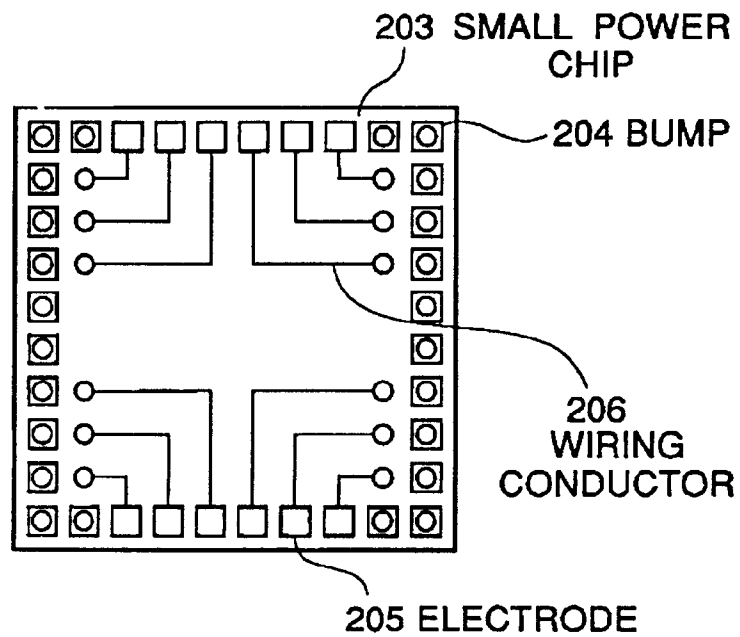 203 SMALL POWER
CHIP
204 BUMP
206
WIRING
CONDUCTOR
205 ELECTRODE